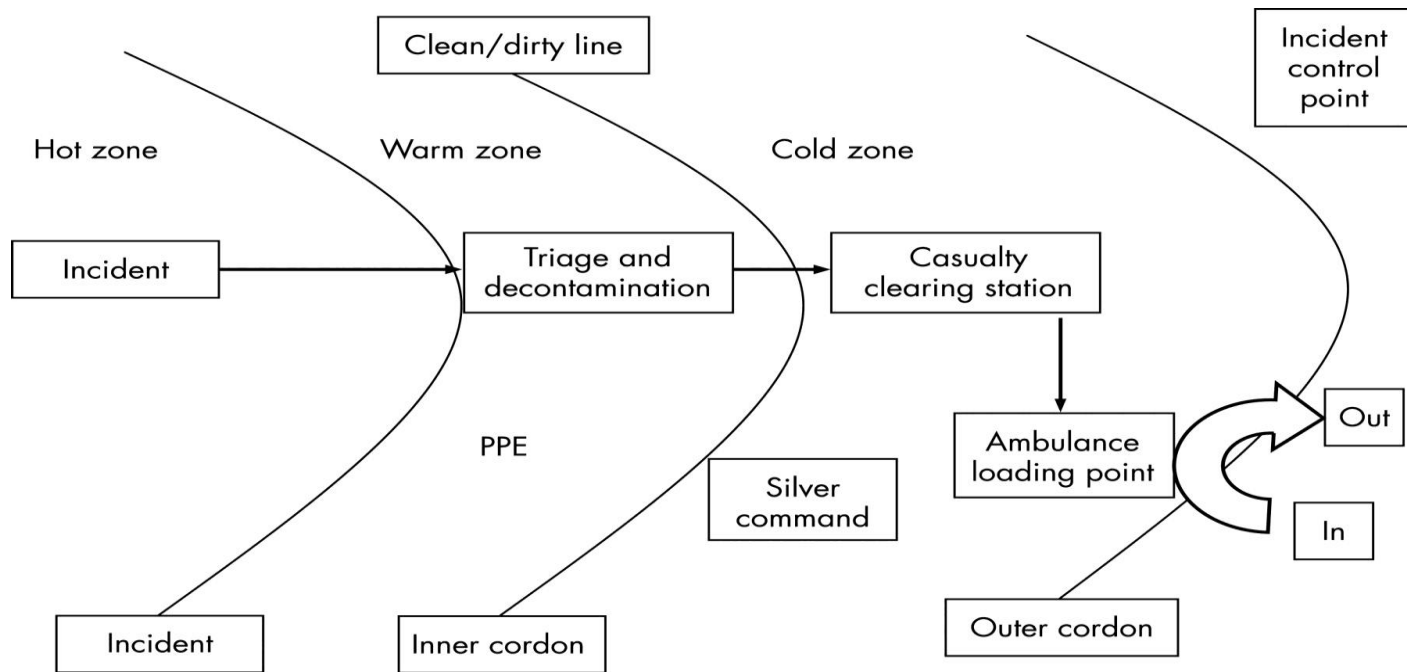 Clean/dirty line
Incident
control
point
Hot zone
Warm zone
Cold zone
Incident
Triage and
decontamination
Casualty
clearing station
PPE
Ambulance
loading point
Out
Silver
command
In
Incident
Inner cordon
Outer cordon